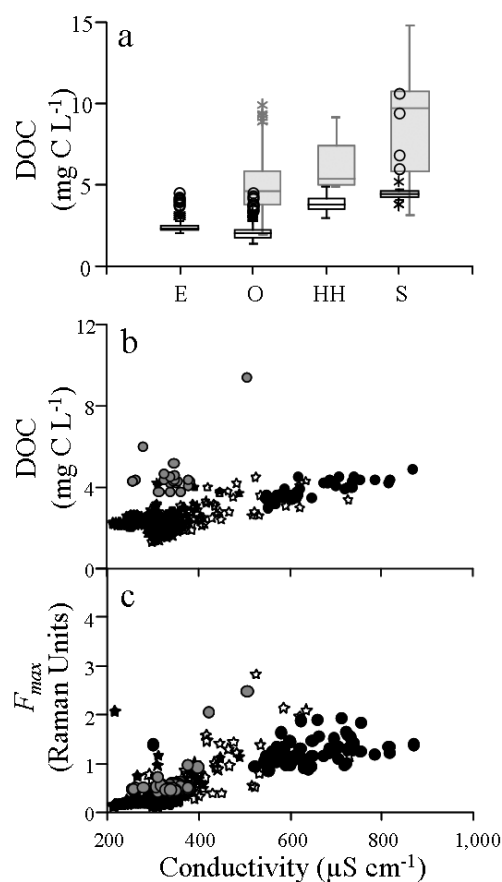 a
15
10
5
0
DOC
(mg C L-1)
E O HH S
b
12
8
4
0
DOC
(mg C L-1)
c
4
3
2
1
0
Fmax
(Raman Units)
200 400 600 800 1,000
Conductivity (µS cm-1)